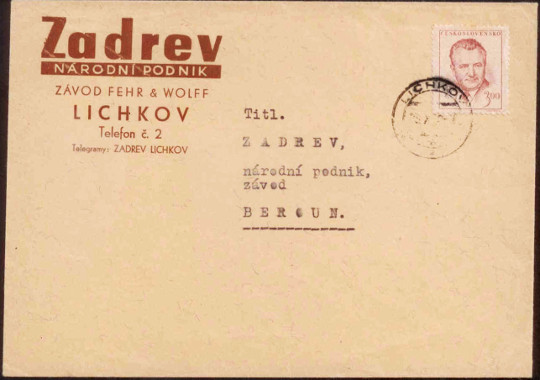 Zadrev
NÁRODNÍ PODNIK
ZÁVOD FEHR & WOLFF
LICHKOV
Telefon č. 2
Telegramy: ZADREV LICHKOV
ČESKOSLOVENSKO
3,00
LICHKOV
Titl.
ZADREV,
národní podnik,
závod
BEROUN.